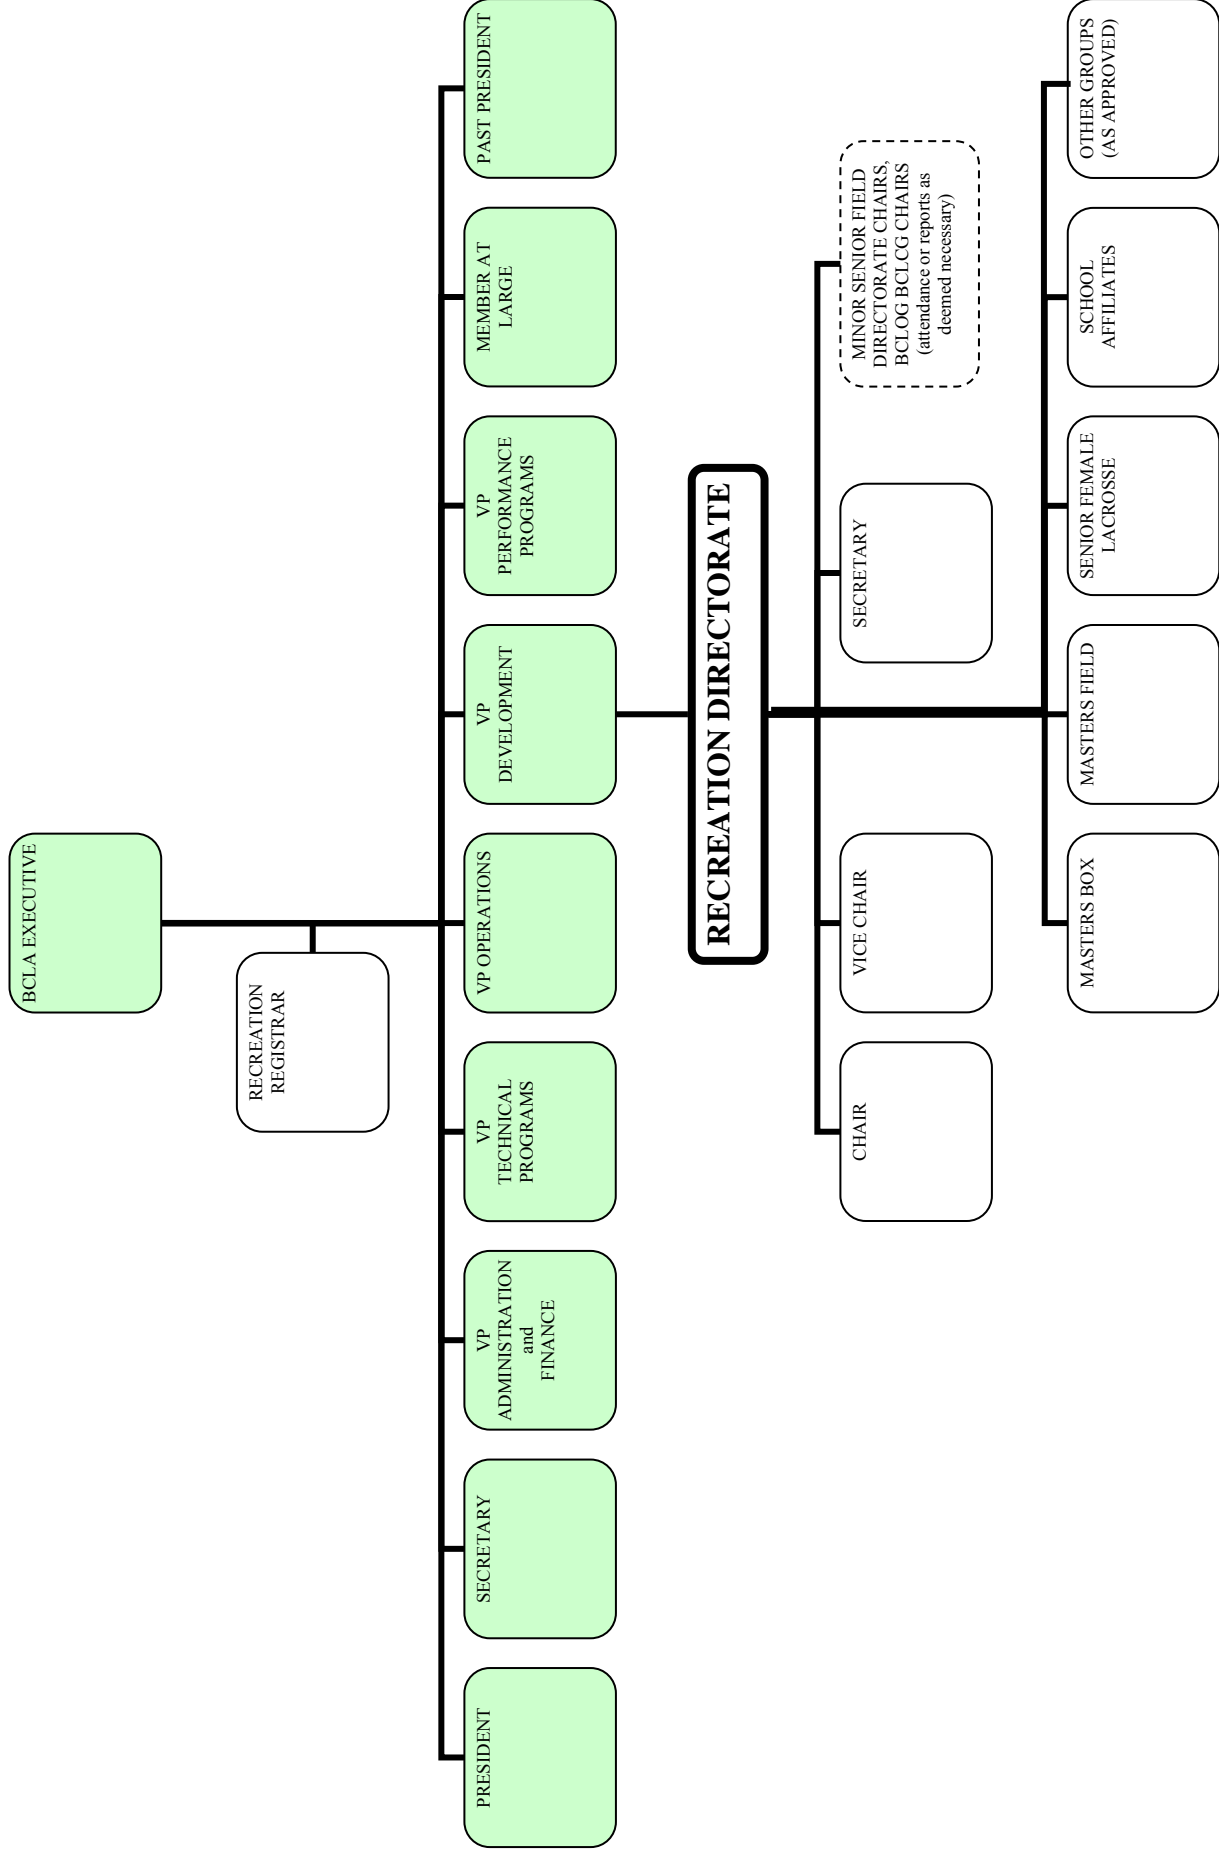 BCLA EXECUTIVE
RECREATION
REGISTRAR
PRESIDENT
SECRETARY
VP
ADMINISTRATION
and
FINANCE
VP
TECHNICAL
PROGRAMS
VP OPERATIONS
VP
DEVELOPMENT
VP
PERFORMANCE
PROGRAMS
MEMBER AT
LARGE
PAST PRESIDENT
RECREATION DIRECTORATE
CHAIR
VICE CHAIR
SECRETARY
MINOR SENIOR FIELD
DIRECTORATE CHAIRS,
BCLOG BCLCG CHAIRS
(attendance or reports as
deemed necessary)
MASTERS BOX
MASTERS FIELD
SENIOR FEMALE
LACROSSE
SCHOOL
AFFILIATES
OTHER GROUPS
(AS APPROVED)